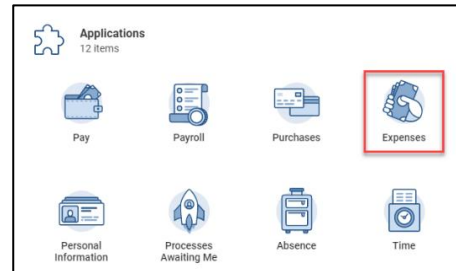 Applications
12 items
Pay
Payroll
Purchases
Expenses
Personal
Information
Processes
Awaiting Me
Absence
Time